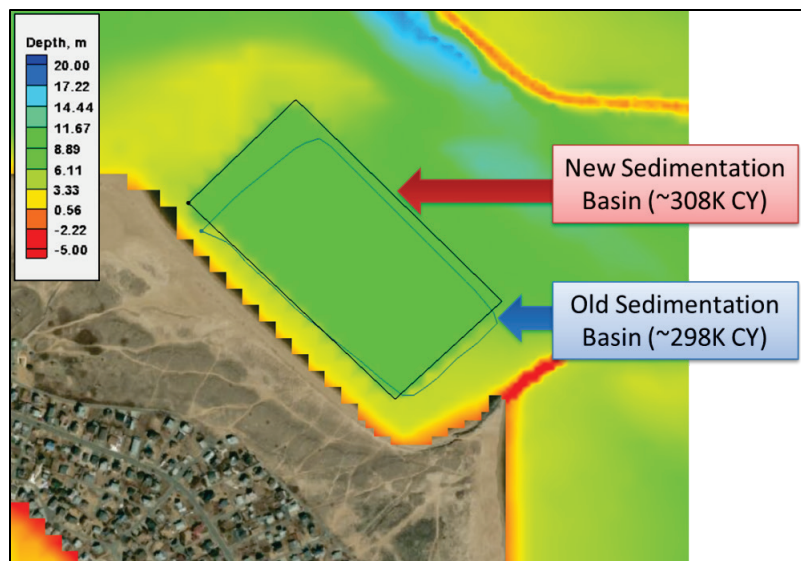 Depth, m
20.00
17.22
14.44
11.67
8.89
6.11
3.33
0.56
-2.22
-5.00
New Sedimentation
Basin (~308K CY)
Old Sedimentation
Basin (~298K CY)